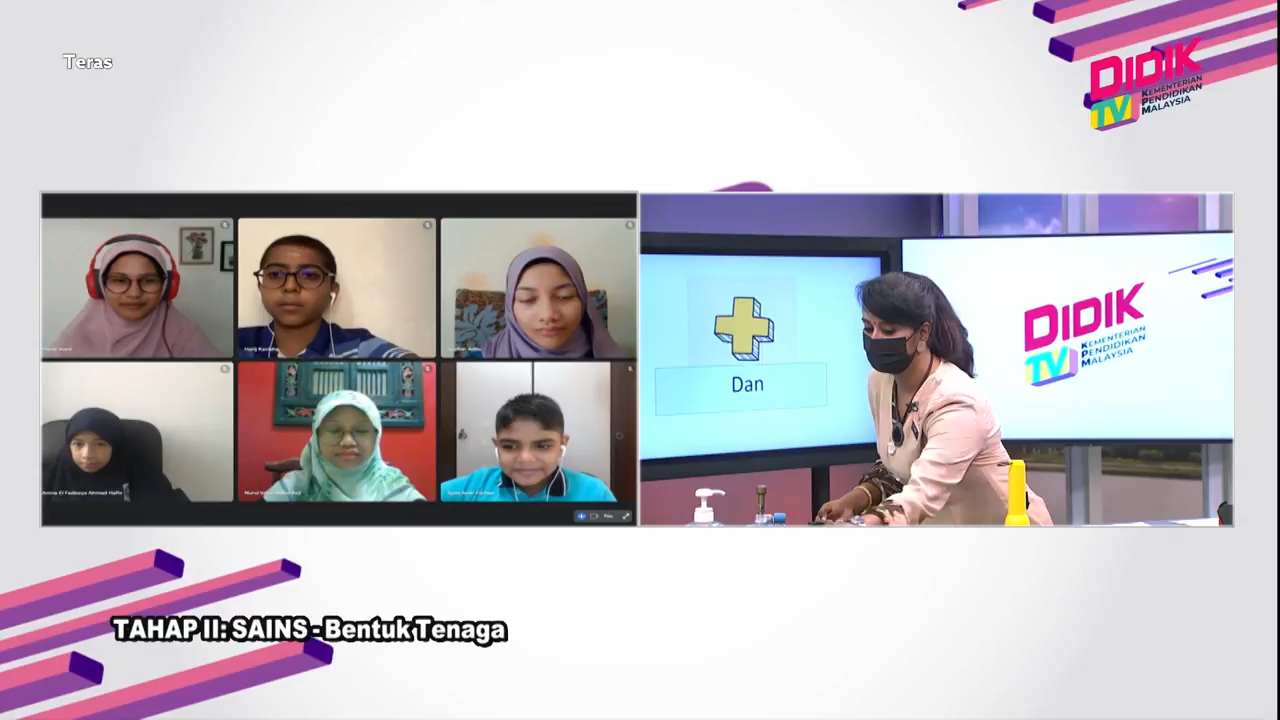 Teras
DIDIK
TV
KEMENTERIAN
PENDIDIKAN
MALAYSIA
Dan
DIDIK
TV
KEMENTERIAN
PENDIDIKAN
MALAYSIA
TAHAP II: SAINS - Bentuk Tenaga